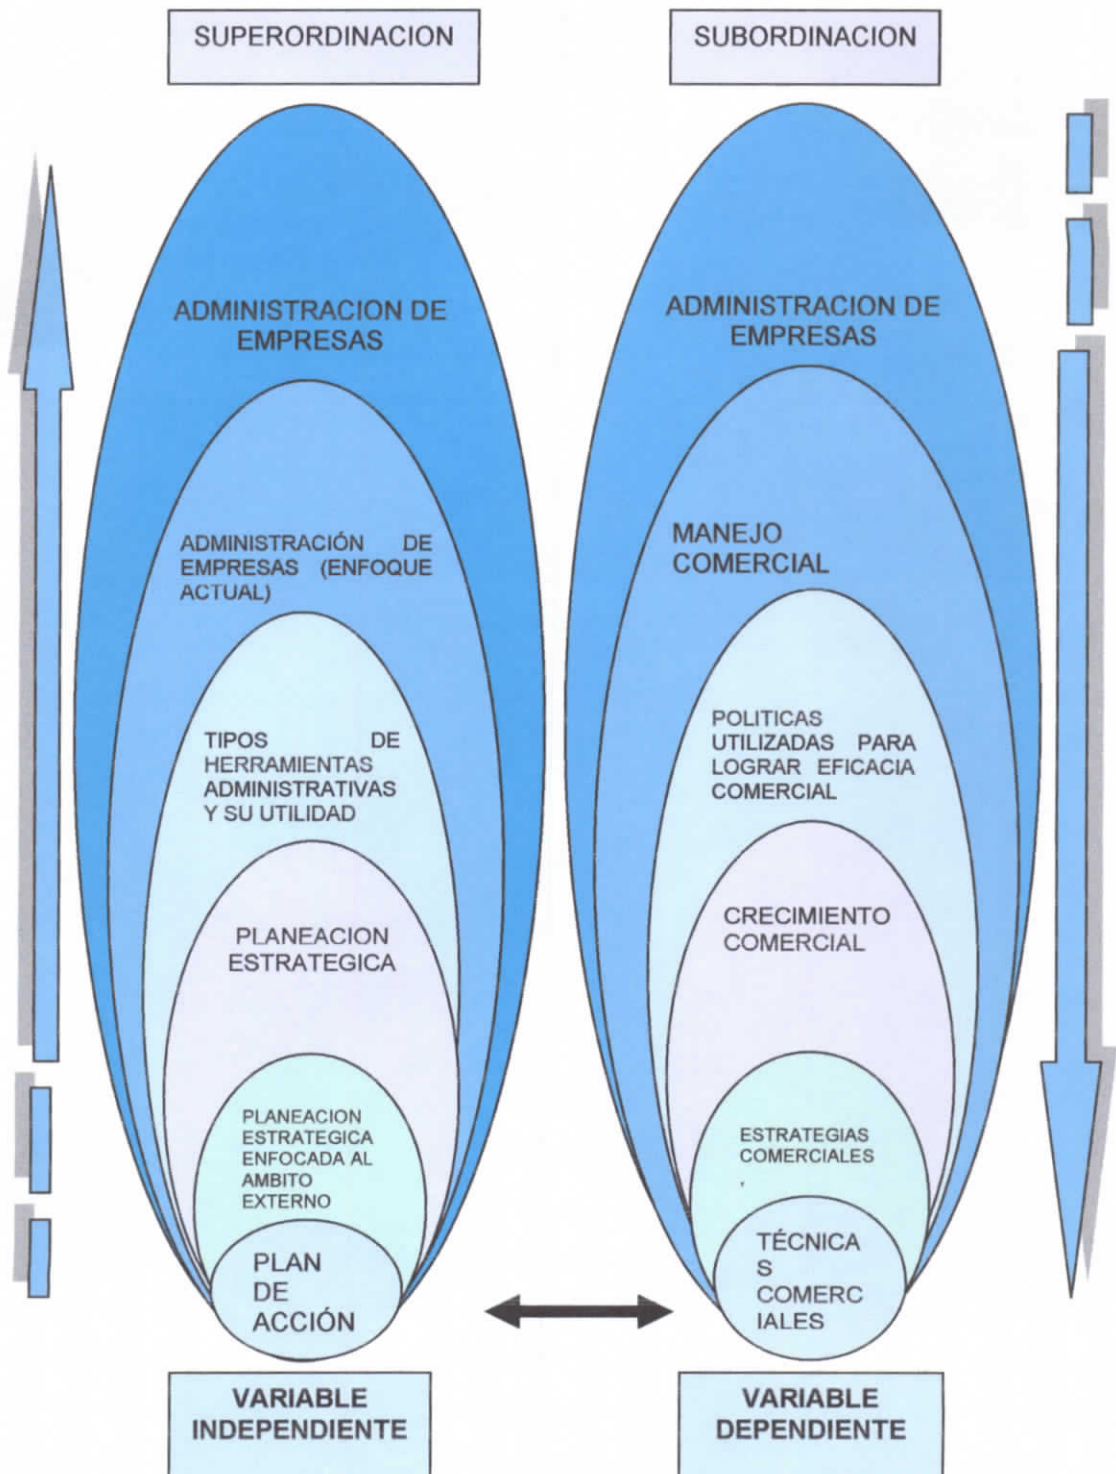 SUPERORDINACION
SUBORDINACION
ADMINISTRACION DE
EMPRESAS
ADMINISTRACIÓN DE
EMPRESAS (ENFOQUE
ACTUAL)
TIPOS DE
HERRAMIENTAS
ADMINISTRATIVAS
Y SU UTILIDAD
PLANEACION
ESTRATEGICA
PLANEACION
ESTRATEGICA
ENFOCADA AL
AMBITO
EXTERNO
PLAN
DE
ACCIÓN
VARIABLE
INDEPENDIENTE
ADMINISTRACION DE
EMPRESAS
MANEJO
COMERCIAL
POLITICAS
UTILIZADAS PARA
LOGRAR EFICACIA
COMERCIAL
CRECIMIENTO
COMERCIAL
ESTRATEGIAS
COMERCIALES
.
TÉCNICA
S
COMERC
IALES
VARIABLE
DEPENDIENTE